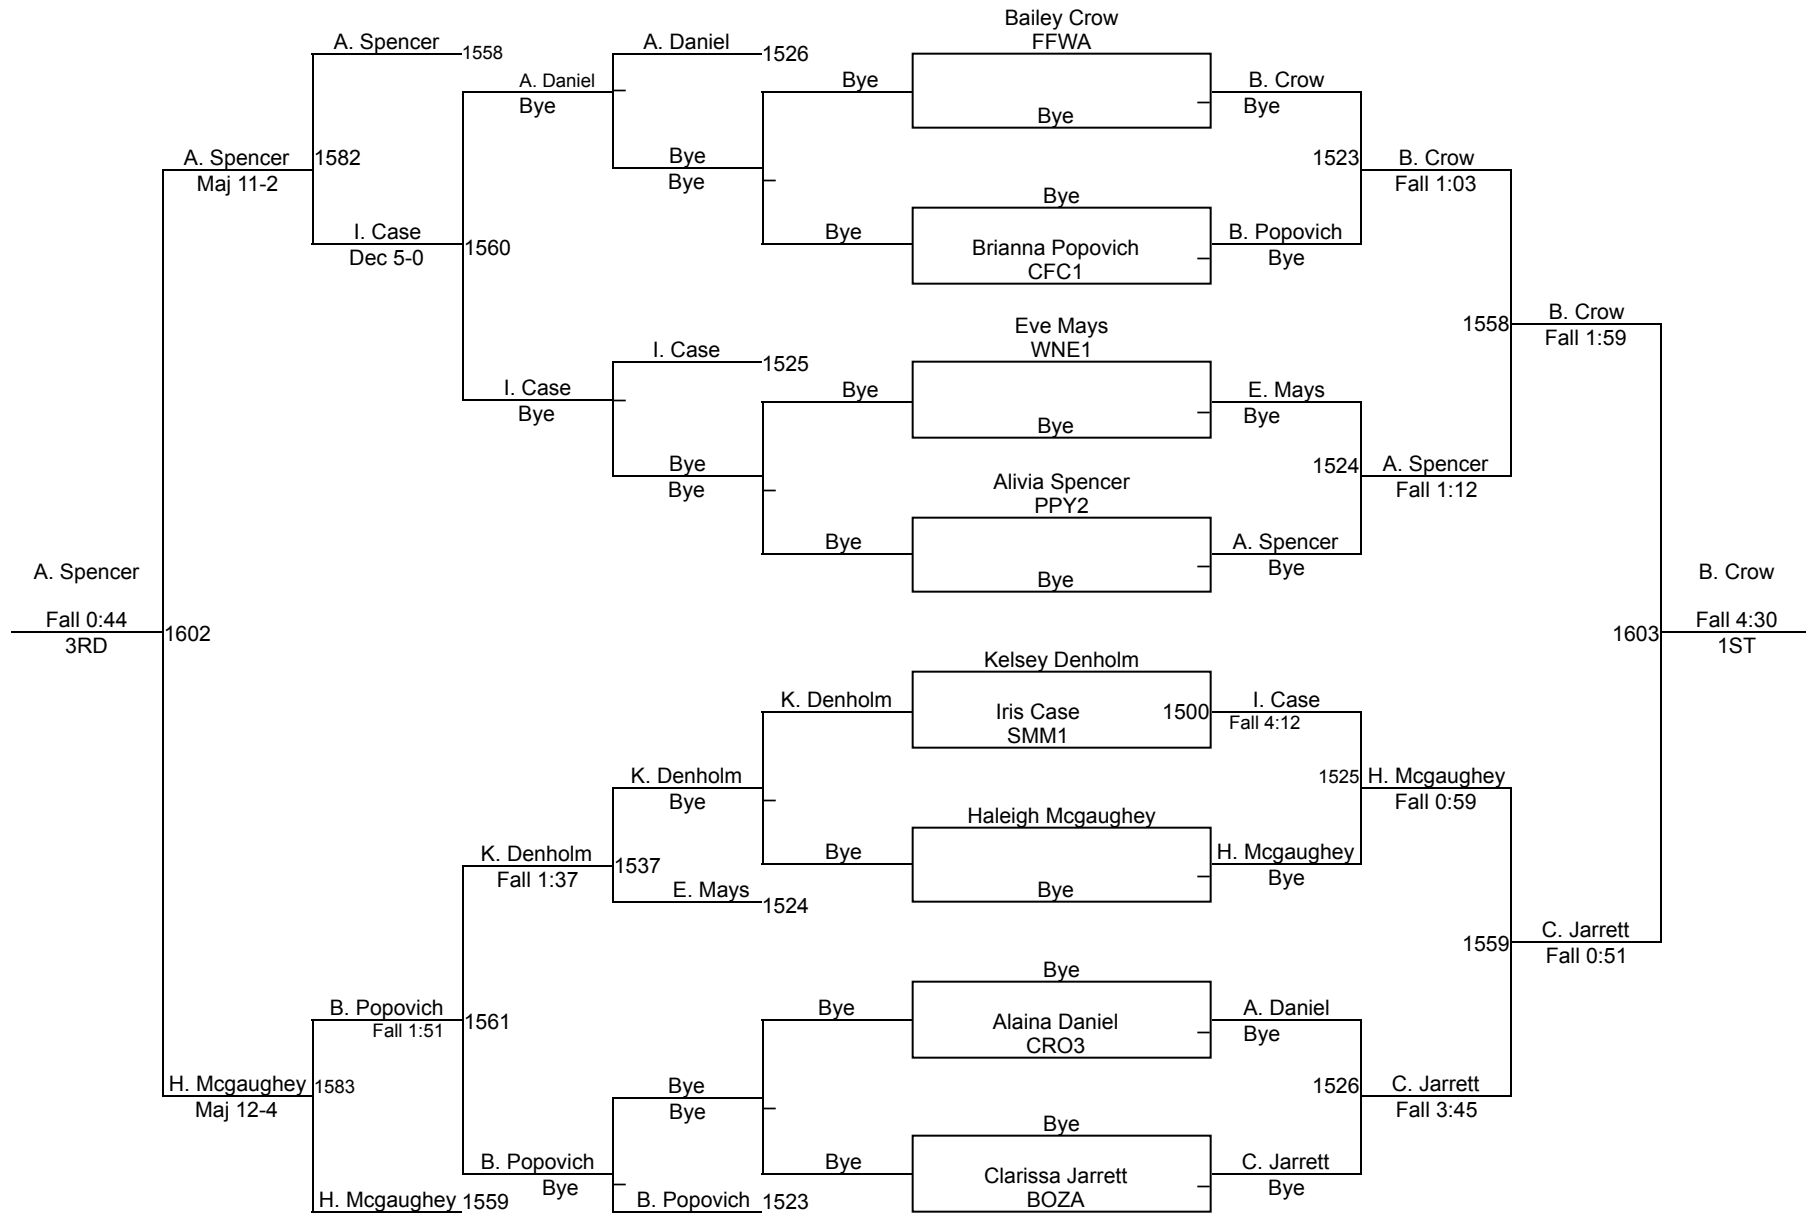 Bailey Crow
A. Spencer
1558
A. Daniel
1526
FFWA
A. Daniel
Bye
Bye
B. Crow
Bye
Bye
Bye
A. Spencer
1582
Bye
1523
B. Crow
Maj 11-2
Bye
Fall 1:03
Bye
I. Case
Dec 5-0
1560
Bye
Brianna Popovich
CFC1
B. Popovich
Bye
Eve Mays
WNE1
1558
B. Crow
Fall 1:59
I. Case
1525
I. Case
Bye
Bye
Bye
E. Mays
Bye
Bye
Bye
1524
A. Spencer
Fall 1:12
Alivia Spencer
PPY2
Bye
Bye
A. Spencer
Bye
A. Spencer
Fall 0:44
3RD
1602
B. Crow
1603
Fall 4:30
1ST
Kelsey Denholm
K. Denholm
Iris Case
SMM1
1500
I. Case
Fall 4:12
K. Denholm
Bye
1525
H. Mcgaughey
Fall 0:59
Haleigh Mcgaughey
K. Denholm
Fall 1:37
1537
Bye
Bye
H. Mcgaughey
Bye
E. Mays
1524
1559
C. Jarrett
Fall 0:51
Bye
B. Popovich
Fall 1:51
1561
Bye
Alaina Daniel
CRO3
A. Daniel
Bye
H. Mcgaughey
Maj 12-4
1583
Bye
Bye
1526
C. Jarrett
Fall 3:45
Bye
B. Popovich
Bye
Bye
Clarissa Jarrett
BOZA
C. Jarrett
Bye
H. Mcgaughey
1559
B. Popovich
1523